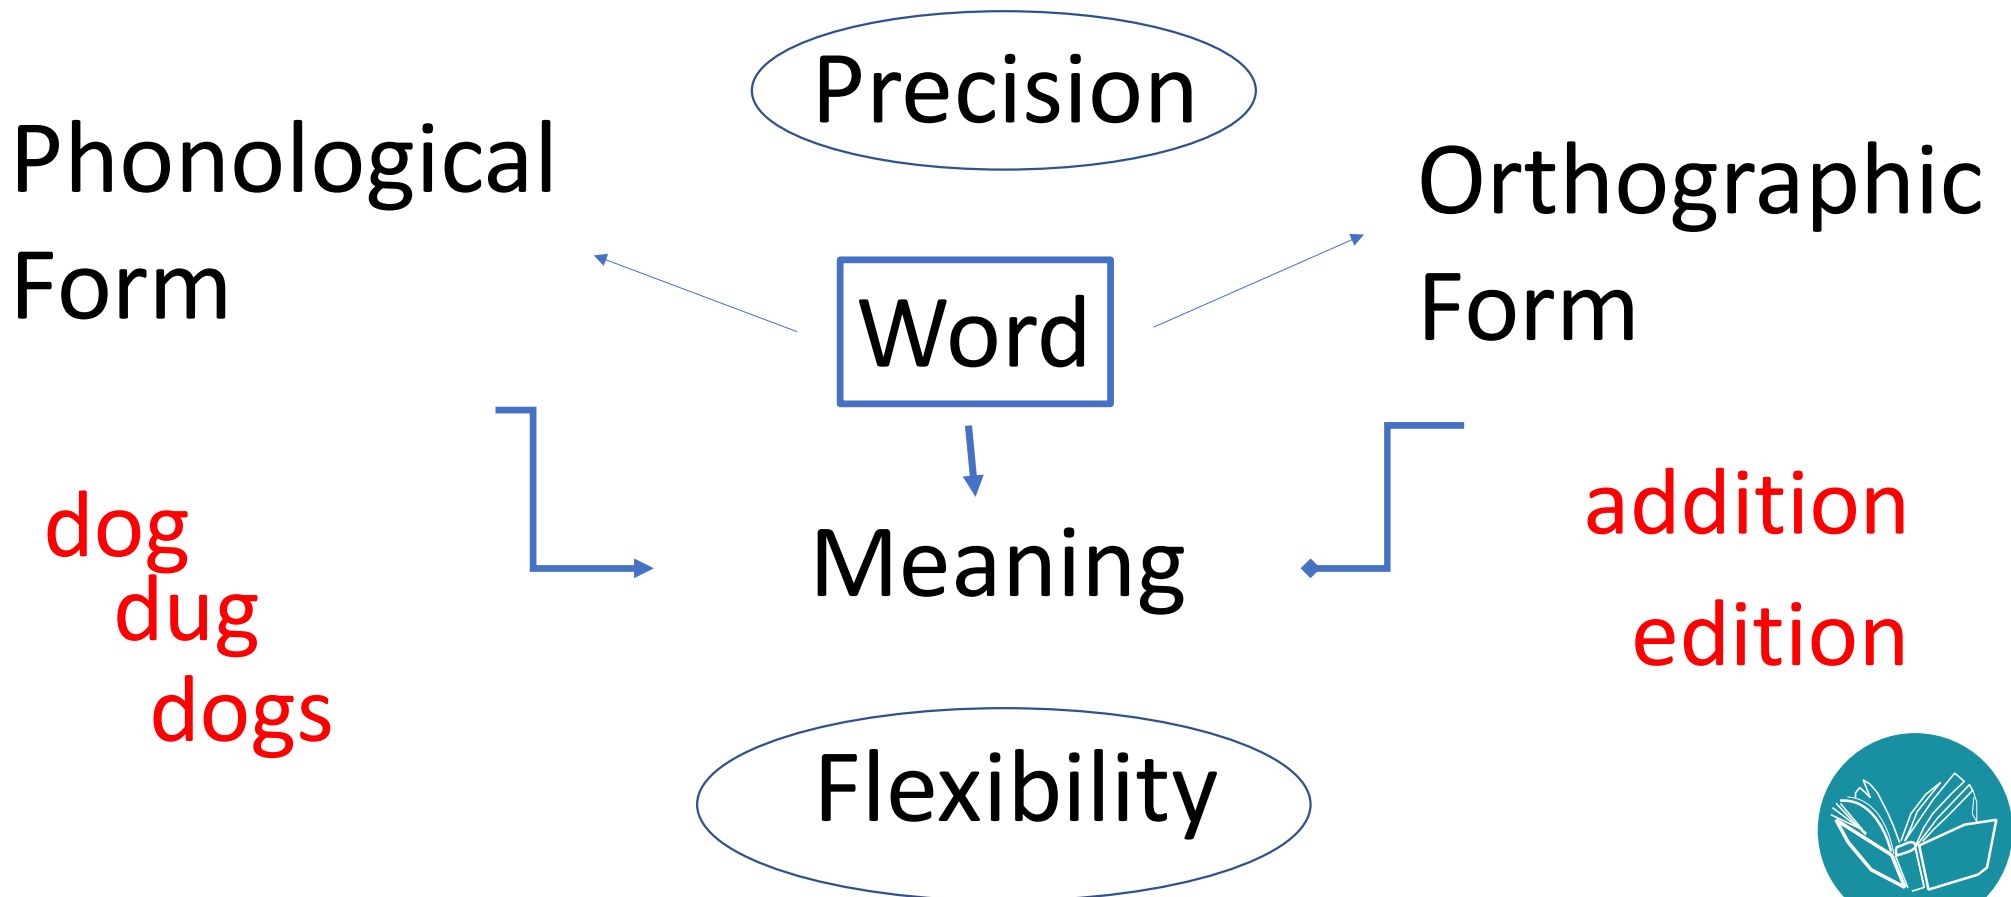 Precision
Phonological
Form
Orthographic
Form
Word
Meaning
dog
dug
dogs
addition
edition
Flexibility